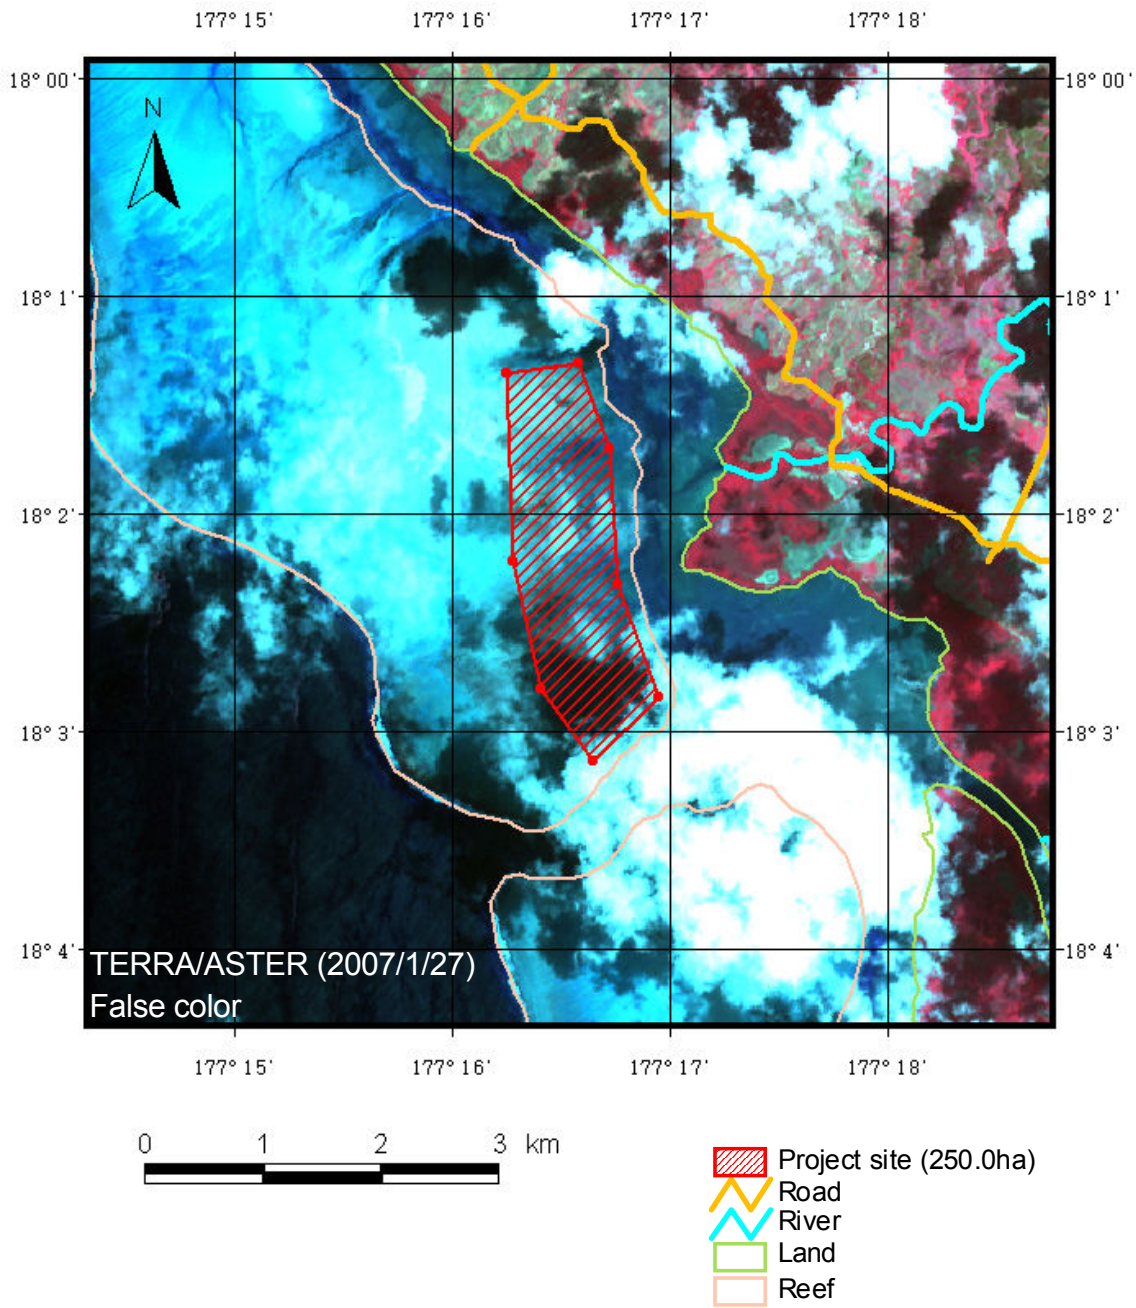 177° 15' 177° 16' 177° 17' 177° 18'
18° 00' 18° 00'
N
18° 1' 18° 1'
18° 2' 18° 2'
18° 3' 18° 3'
18° 4' 18° 4'
TERRA/ASTER (2007/1/27)
False color
177° 15' 177° 16' 177° 17' 177° 18'
0 1 2 3 km
Project site (250.0ha)
Road
River
Land
Reef